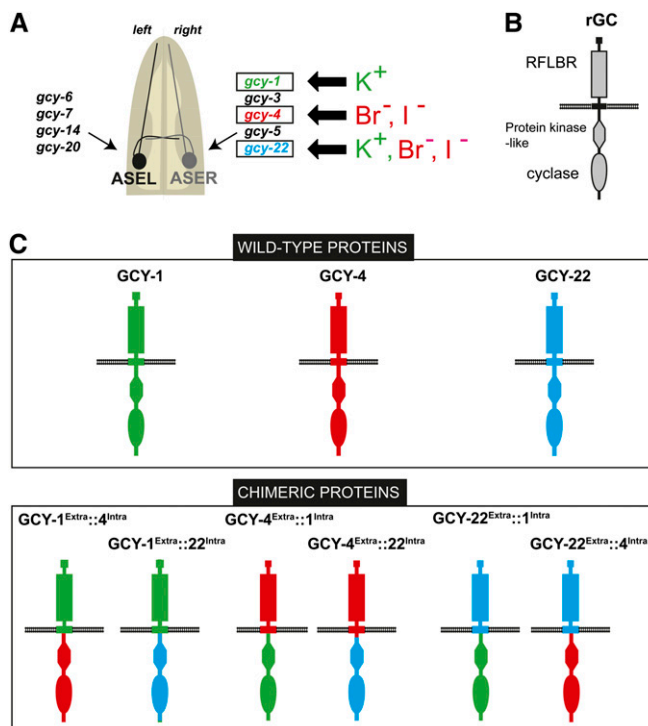 A
left right
gcy-6
gcy-7
gcy-14
gcy-20
ASEL ASER
gcy-1 K+
gcy-3
gcy-4 Br-, I-
gcy-5
gcy-22 K+, Br-, I-
B
rGC
RFLBR
Protein kinase
-like
cyclase
C
WILD-TYPE PROTEINS
GCY-1 GCY-4 GCY-22
CHIMERIC PROTEINS
GCY-1Extra::4Intra GCY-4Extra::1Intra GCY-22Extra::1Intra
GCY-1Extra::22Intra GCY-4Extra::22Intra GCY-22Extra::4Intra